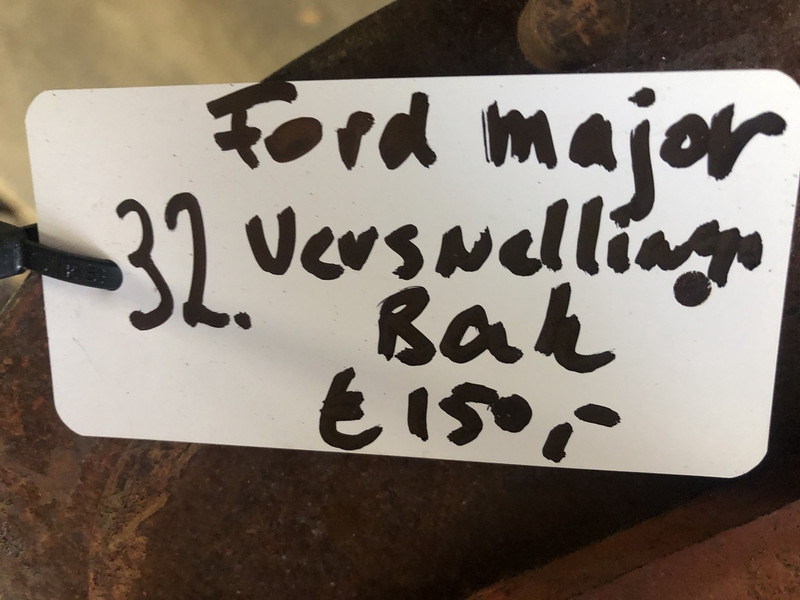 Ford major
32. Versnellings
Bak
€ 150,-